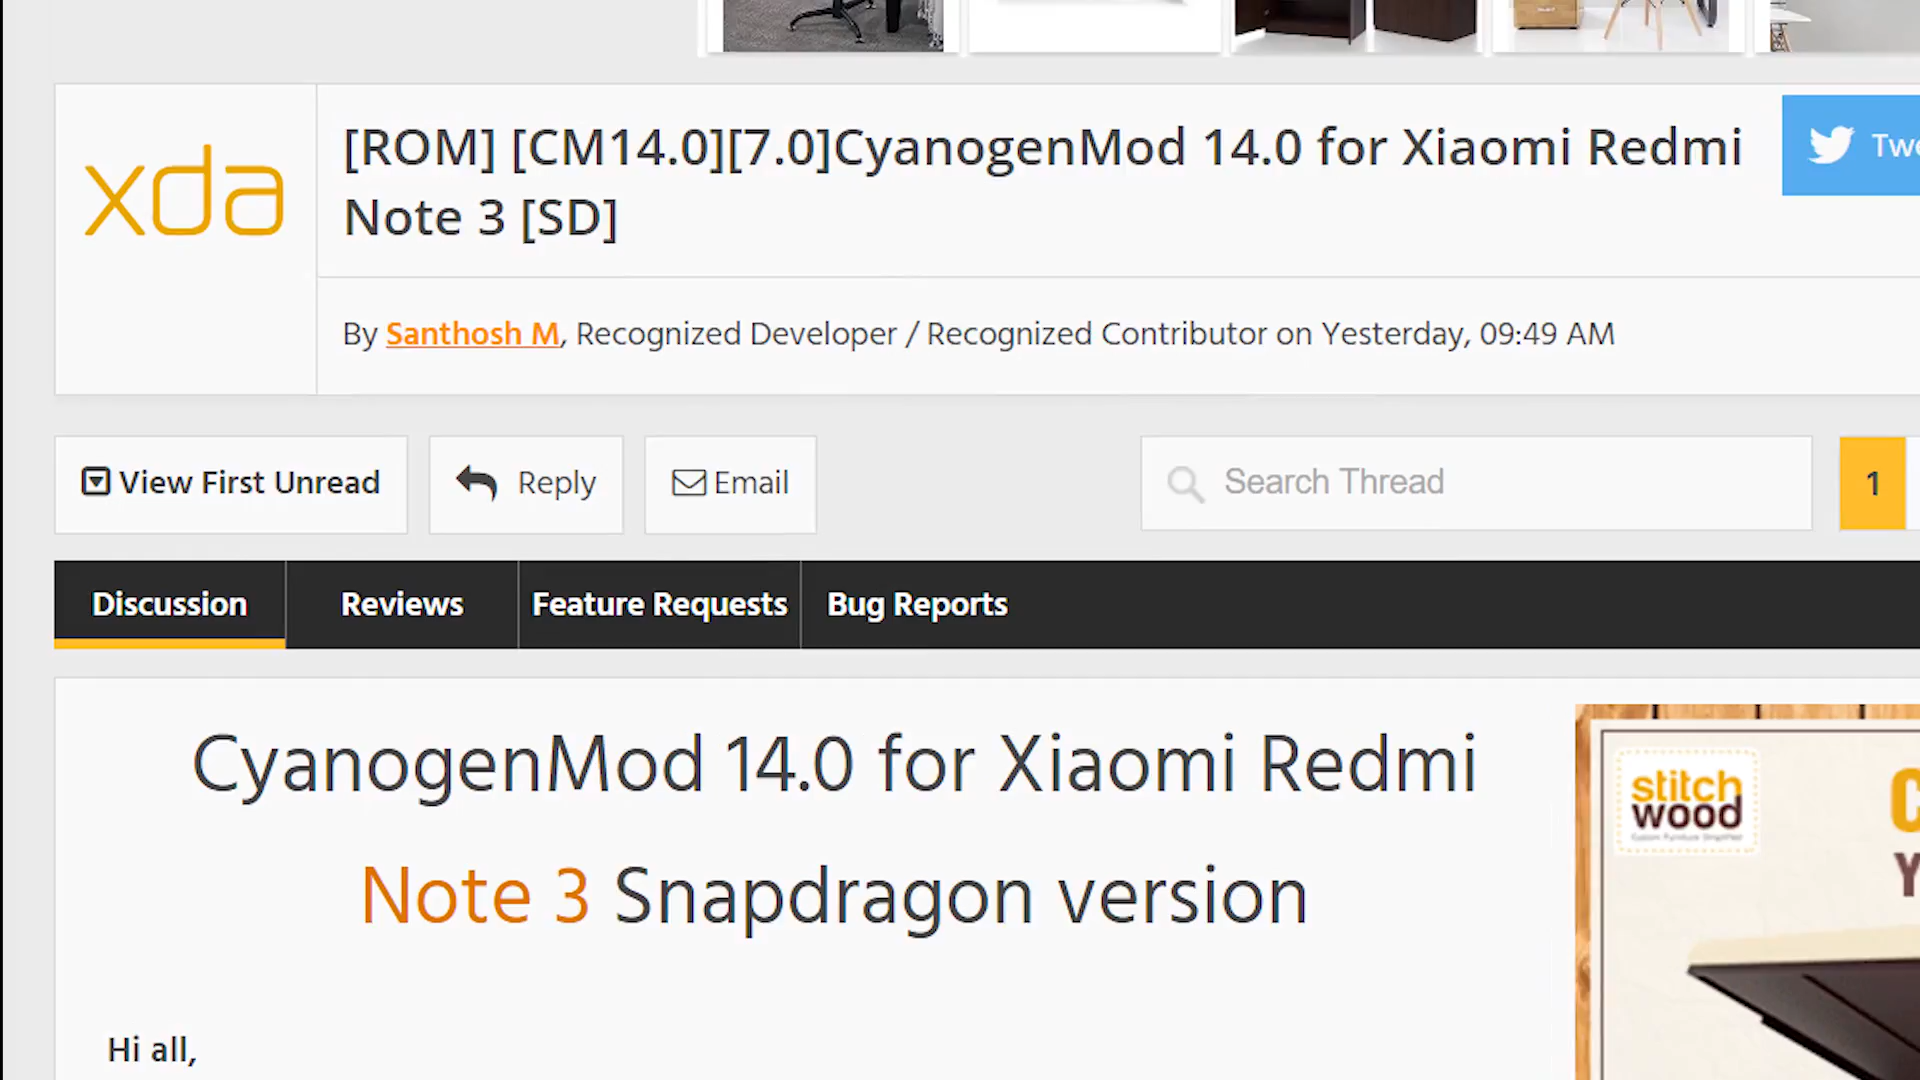 [ROM] [CM14.0][7.0]CyanogenMod 14.0 for Xiaomi Redmi
Note 3 [SD]
xda
By Santhosh M, Recognized Developer / Recognized Contributor on Yesterday, 09:49 AM
View First Unread
Reply
Email
Search Thread
1
Discussion
Reviews
Feature Requests
Bug Reports
CyanogenMod 14.0 for Xiaomi Redmi
Note 3 Snapdragon version
stitch
wood
Hi all,